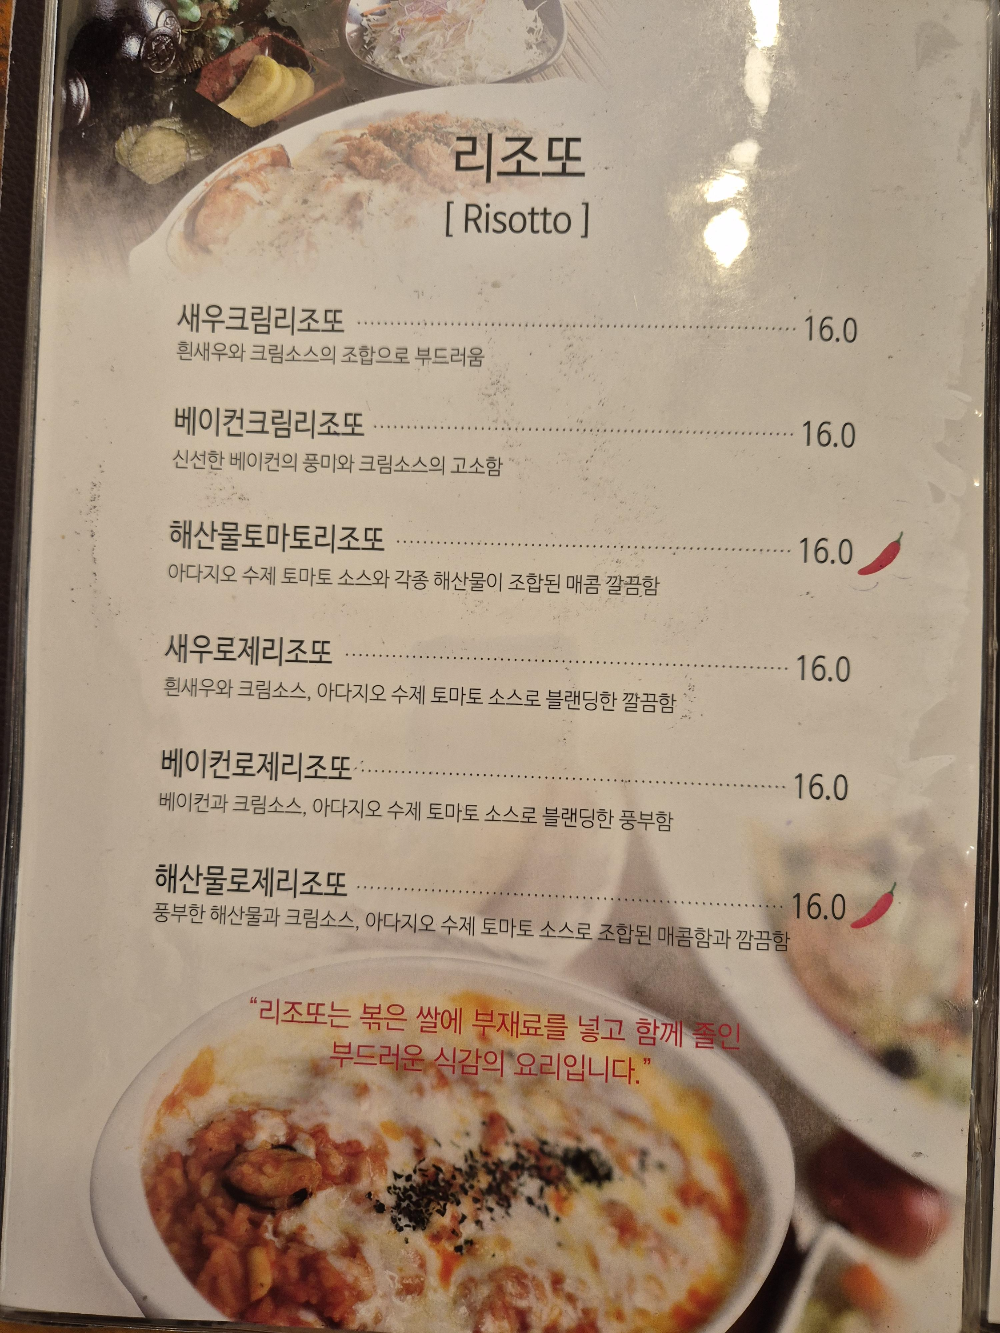 리조또
[ Risotto ]
새우크림리조또 16.0
흰새우와 크림소스의 조합으로 부드러움
베이컨크림리조또 16.0
신선한 베이컨의 풍미와 크림소스의 고소함
해산물토마토리조또 16.0
아다지오 수제 토마토 소스와 각종 해산물이 조합된 매콤 깔끔함
새우로제리조또 16.0
흰새우와 크림소스, 아다지오 수제 토마토 소스로 블랜딩한 깔끔함
베이컨로제리조또 16.0
베이컨과 크림소스, 아다지오 수제 토마토 소스로 블랜딩한 풍부함
해산물로제리조또 16.0
풍부한 해산물과 크림소스, 아다지오 수제 토마토 소스로 조합된 매콤함과 깜끔함
“리조또는 볶은 쌀에 부재료를 넣고 함께 졸인
부드러운 식감의 요리입니다.”